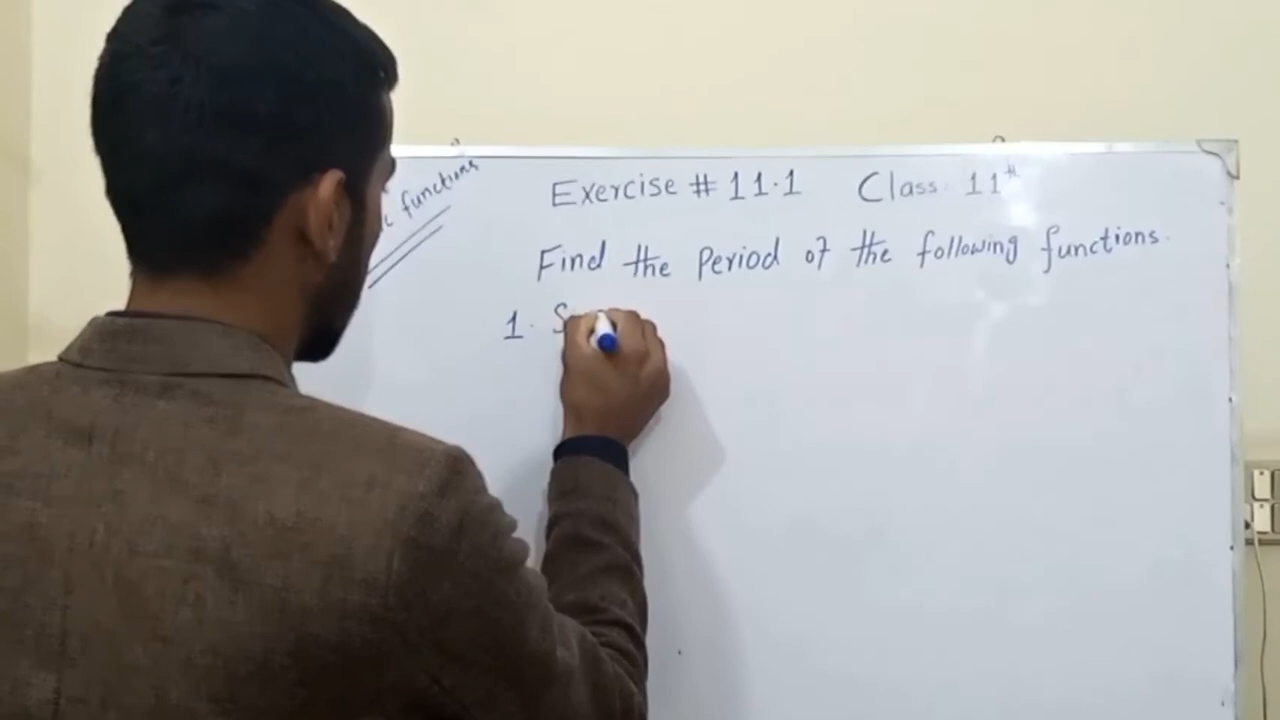 functions
Exercise # 11.1 Class 11th
Find the Period of the following functions.
1. S